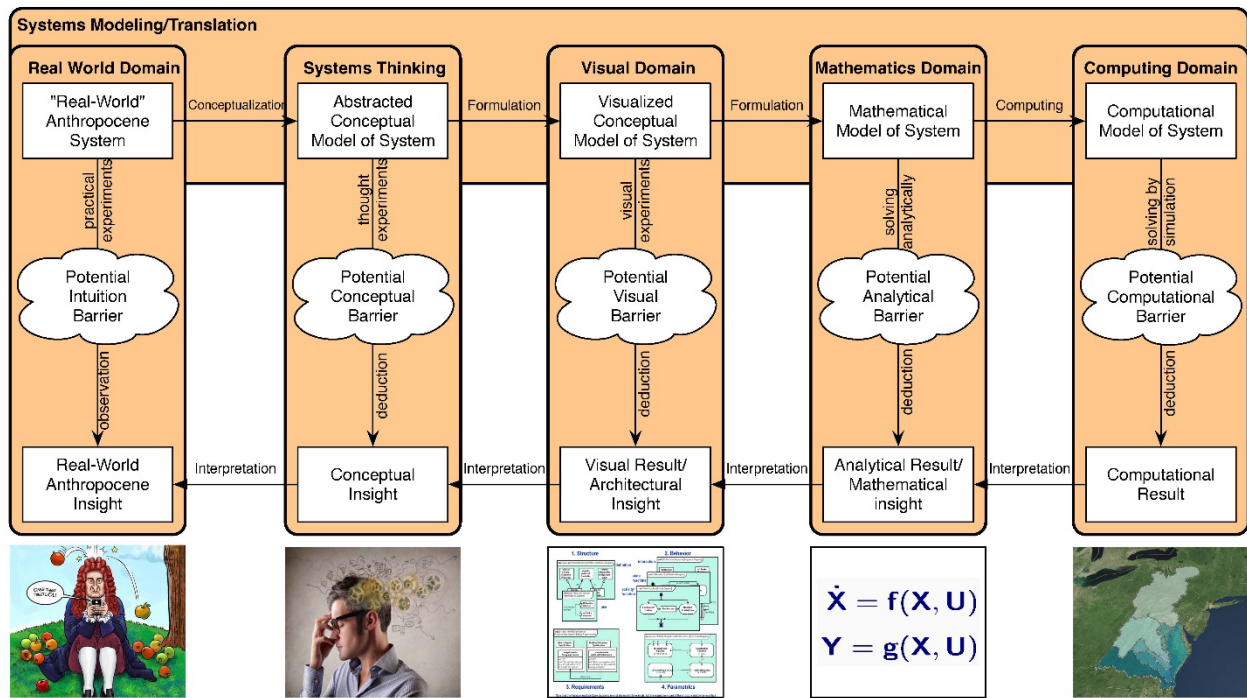 Systems Modeling/Translation
Real World Domain
Systems Thinking
Visual Domain
Mathematics Domain
Computing Domain
"Real-World"
Anthropocene
System
Conceptualization
Abstracted
Conceptual
Model of System
Formulation
Visualized
Conceptual
Model of System
Formulation
Mathematical
Model of System
Computing
Computational
Model of System
practical
experiments
thought
experiments
visual
experiments
solving
analytically
solving by
simulation
Potential
Intuition
Barrier
Potential
Conceptual
Barrier
Potential
Visual
Barrier
Potential
Analytical
Barrier
Potential
Computational
Barrier
observation
deduction
deduction
deduction
deduction
Real-World
Anthropocene
Insight
Interpretation
Conceptual
Insight
Interpretation
Visual Result/
Architectural
Insight
Interpretation
Analytical Result/
Mathematical
insight
Interpretation
Computational
Result
1. Structure
2. Behavior
3. Requirements
4. Parametrics
Ẋ = f(X, U)
Y = g(X, U)